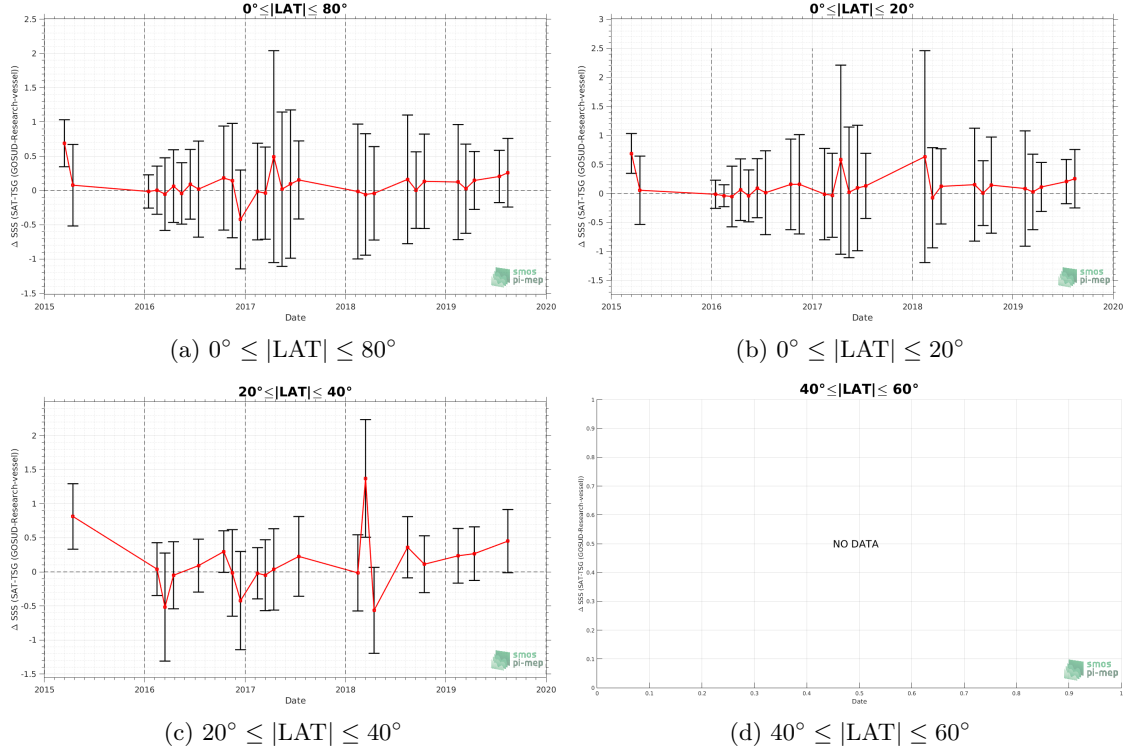 0°≤|LAT|≤ 80°
Δ SSS (SAT-TSG (GOSUD-Research-vessel))
2.5
2
1.5
1
0.5
0
-0.5
-1
-1.5
2015 2016 2017 2018 2019 2020
Date
smos
pi-mep
(a) 0° ≤ |LAT| ≤ 80°
0°≤|LAT|≤ 20°
Δ SSS (SAT-TSG (GOSUD-Research-vessel))
3
2.5
2
1.5
1
0.5
0
-0.5
-1
-1.5
2015 2016 2017 2018 2019 2020
Date
smos
pi-mep
(b) 0° ≤ |LAT| ≤ 20°
20°≤|LAT|≤ 40°
Δ SSS (SAT-TSG (GOSUD-Research-vessel))
2
1.5
1
0.5
0
-0.5
-1
-1.5
2015 2016 2017 2018 2019 2020
Date
smos
pi-mep
(c) 20° ≤ |LAT| ≤ 40°
40°≤|LAT|≤ 60°
Δ SSS (SAT-TSG (GOSUD-Research-vessel))
1
0.9
0.8
0.7
0.6
0.5
0.4
0.3
0.2
0.1
0
NO DATA
0.1 0.2 0.3 0.4 0.5 0.6 0.7 0.8 0.9 1
Date
smos
pi-mep
(d) 40° ≤ |LAT| ≤ 60°